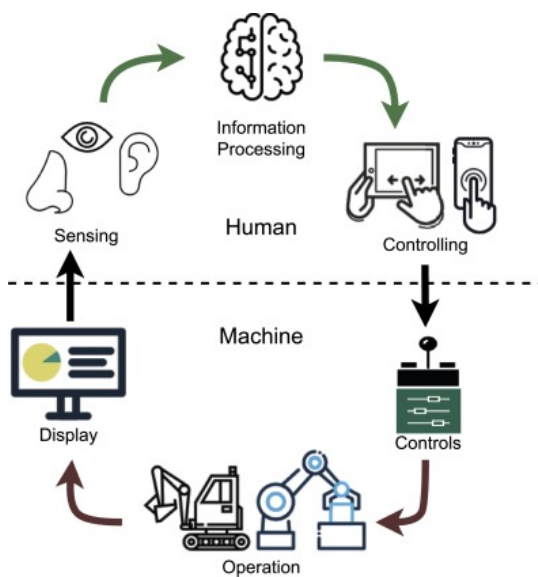 Information
Processing
Sensing
Human
Controlling
Machine
Display
Controls
Operation